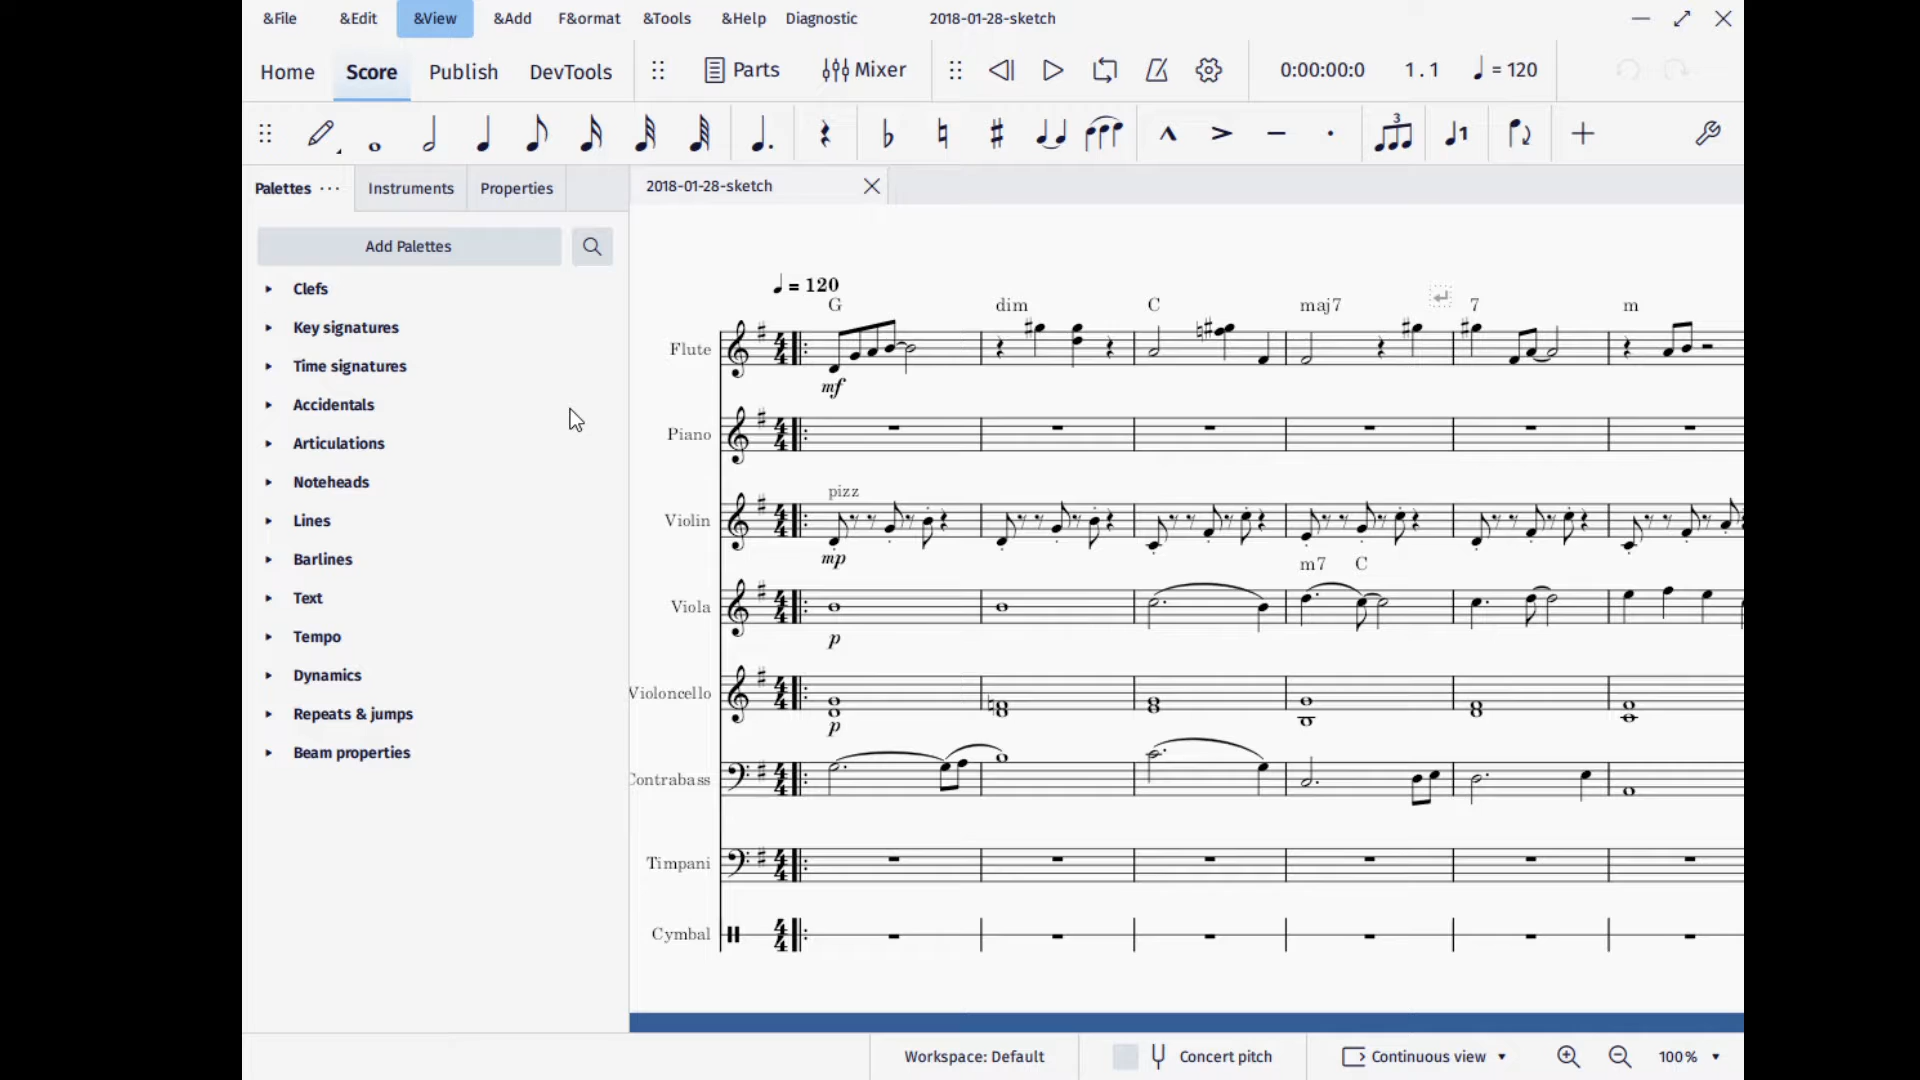 &File &Edit &View &Add F&ormat &Tools &Help Diagnostic 2018-01-28-sketch
Home Score Publish DevTools Parts Mixer 0:00:00:0 1 . 1 = 120
3
1
Palettes ··· Instruments Properties 2018-01-28-sketch
Add Palettes
Clefs
Key signatures
Time signatures
Accidentals
Articulations
Noteheads
Lines
Barlines
Text
Tempo
Dynamics
Repeats & jumps
Beam properties
= 120
G dim C maj7 7 m
Flute
mf
Piano
pizz
Violin
mp
m7 C
Viola
p
Violoncello
p
Contrabass
Timpani
Cymbal
Workspace: Default Concert pitch Continuous view 100%